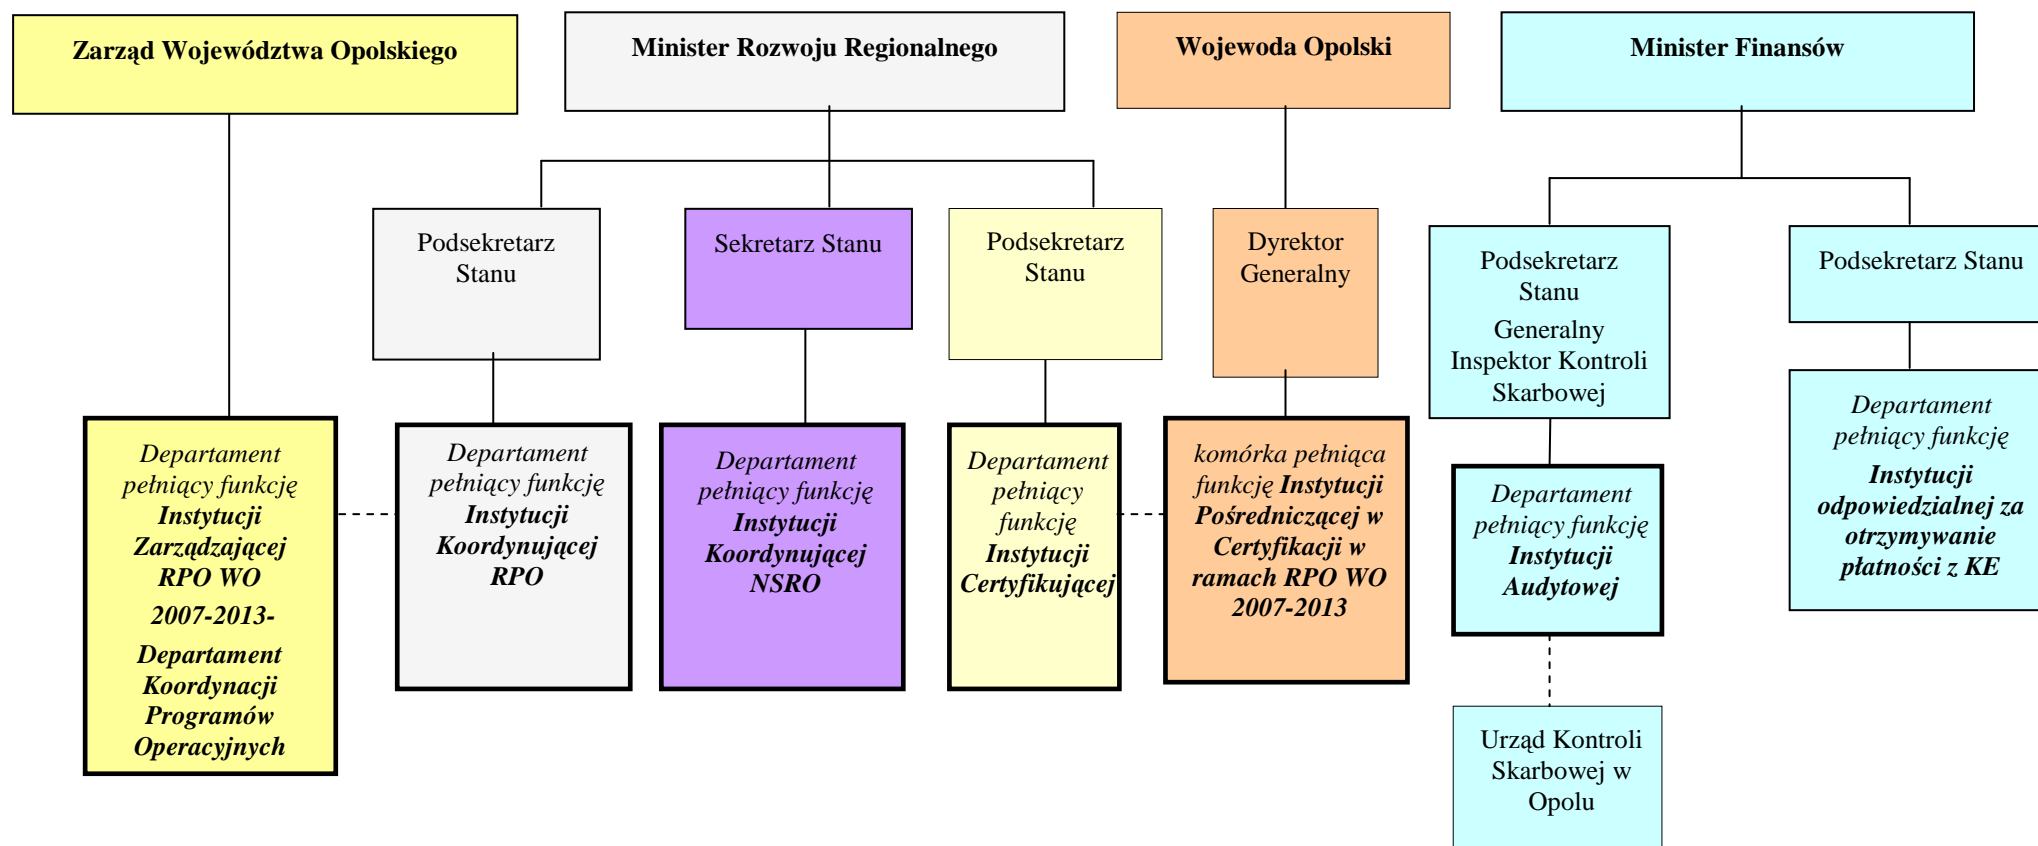 Zarząd Województwa Opolskiego
Minister Rozwoju Regionalnego
Wojewoda Opolski
Minister Finansów
Podsekretarz
Stanu
Sekretarz Stanu
Podsekretarz
Stanu
Dyrektor
Generalny
Podsekretarz
Stanu
Generalny
Inspektor Kontroli
Skarbowej
Podsekretarz Stanu
Departament
pełniący funkcję
Instytucji
Zarządzającej
RPO WO
2007-2013-
Departament
Koordynacji
Programów
Operacyjnych
Departament
pełniący funkcję
Instytucji
Koordynującej
RPO
Departament
pełniący funkcję
Instytucji
Koordynującej
NSRO
Departament
pełniący
funkcję
Instytucji
Certyfikującej
komórka pełniąca
funkcję Instytucji
Pośredniczącej w
Certyfikacji w
ramach RPO WO
2007-2013
Departament
pełniący funkcję
Instytucji
Audytowej
Departament
pełniący funkcję
Instytucji
odpowiedzialnej za
otrzymywanie
płatności z KE
Urząd Kontroli
Skarbowej w
Opolu